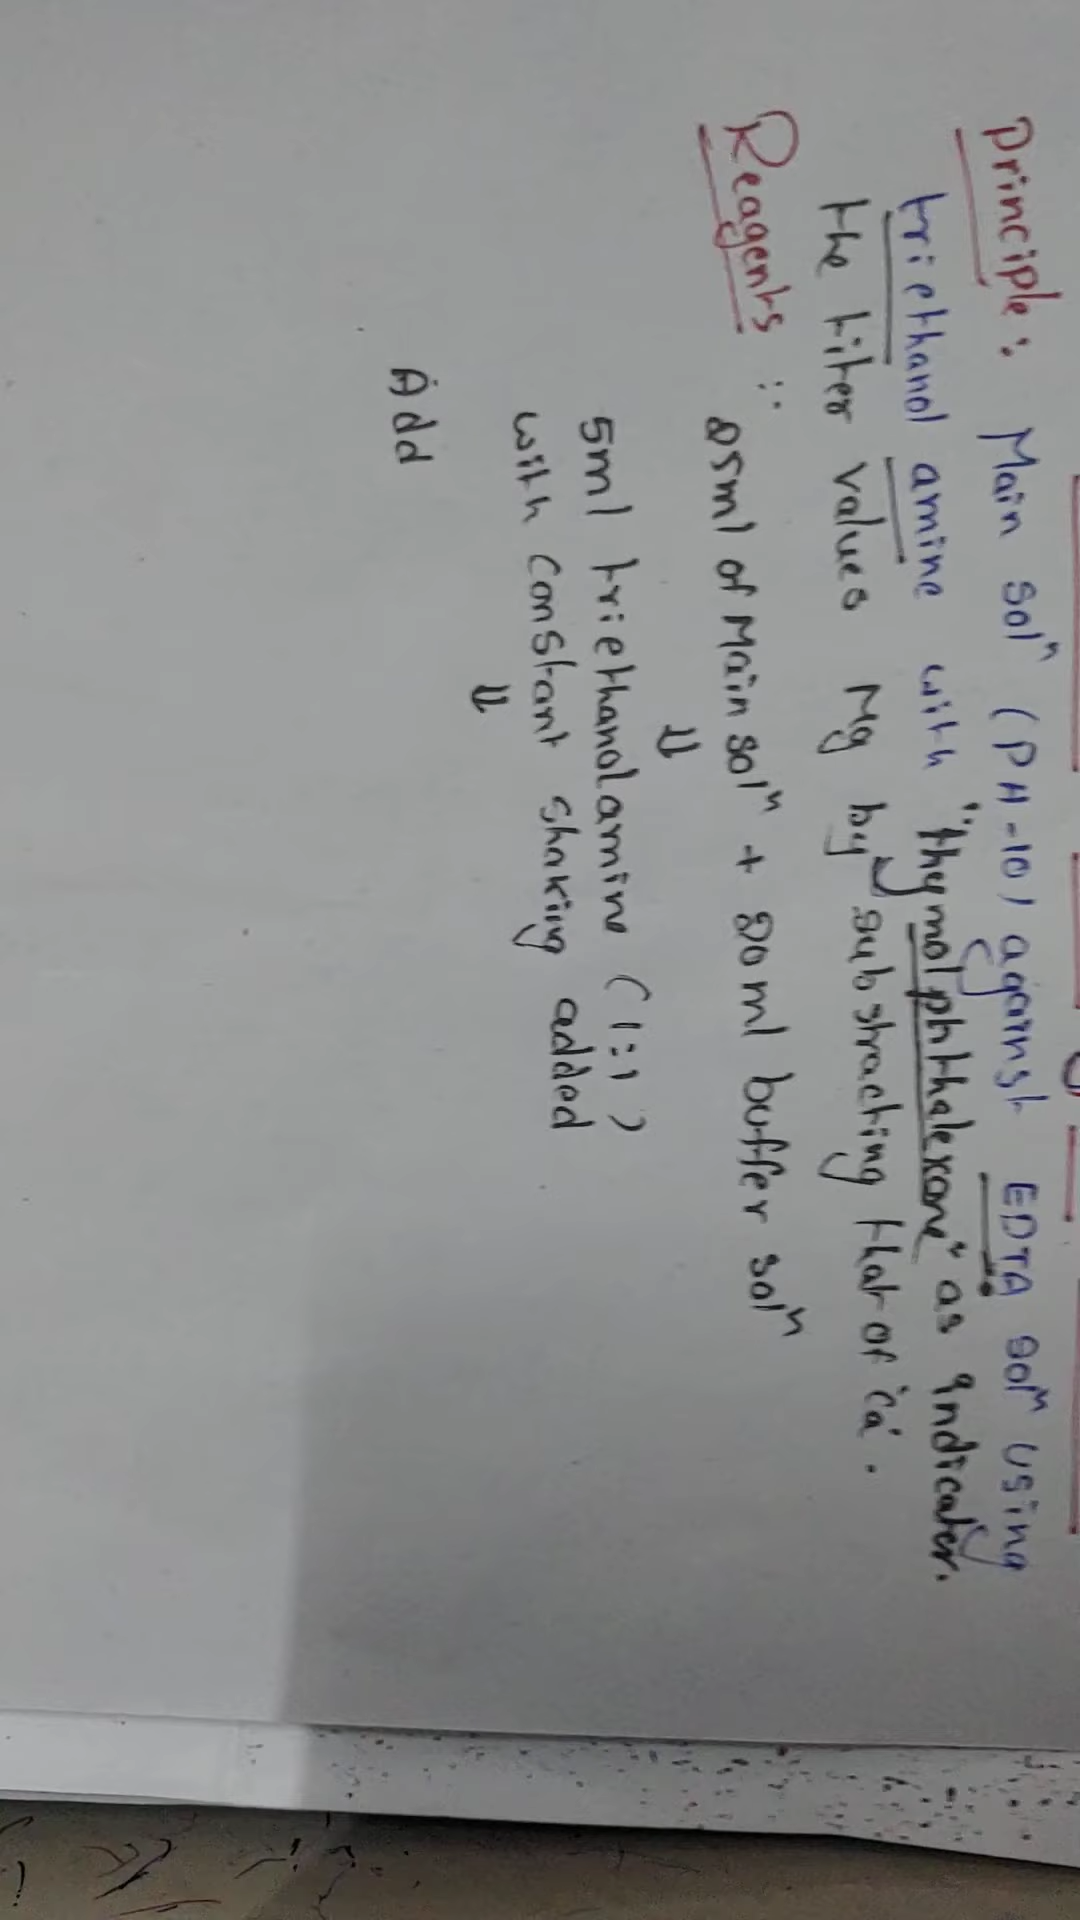 Principle : Main solⁿ (PH-10) against EDTA solⁿ using
triethanol amine with "thymolphthalexone" as indicater.
the titer values Mg by substracting that of 'ca'.
Reagents :
25ml of Main solⁿ + 20 ml buffer solⁿ
⇓
5ml triethanolamine (1:1)
with constant shaking added
⇓
Add